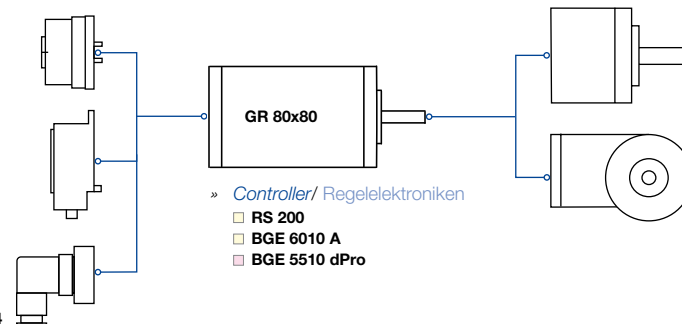 GR 80x80
» Controller/ Regelelektroniken
RS 200
BGE 6010 A
BGE 5510 dPro